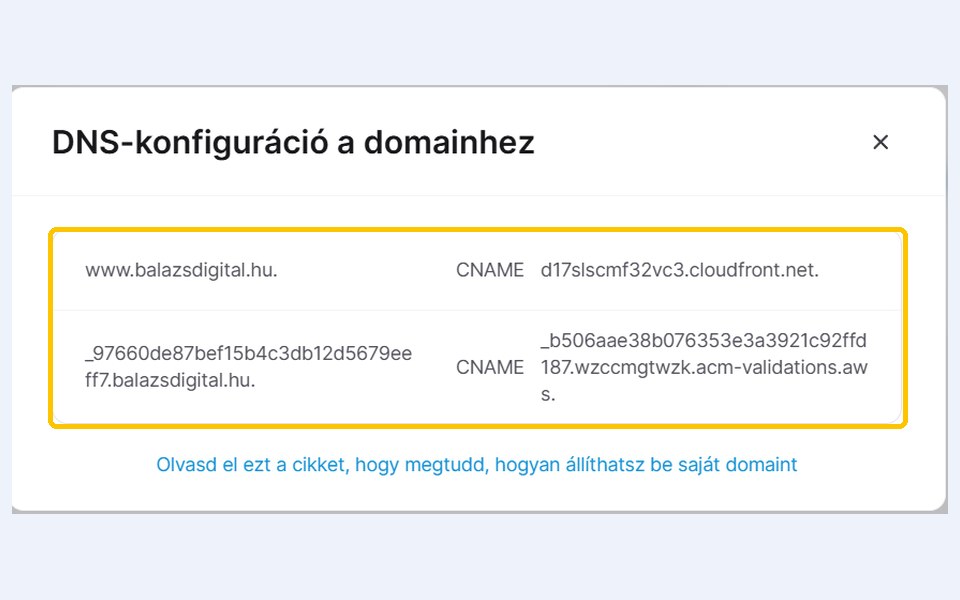 DNS-konfiguráció a domainhez
www.balazsdigital.hu. CNAME d17slscmf32vc3.cloudfront.net.
_97660de87bef15b4c3db12d5679ee
ff7.balazsdigital.hu.
CNAME
_b506aae38b076353e3a3921c92ffd
187.wzccmgtwzk.acm-validations.aw
s.
Olvasd el ezt a cikket, hogy megtudd, hogyan állíthatsz be saját domaint